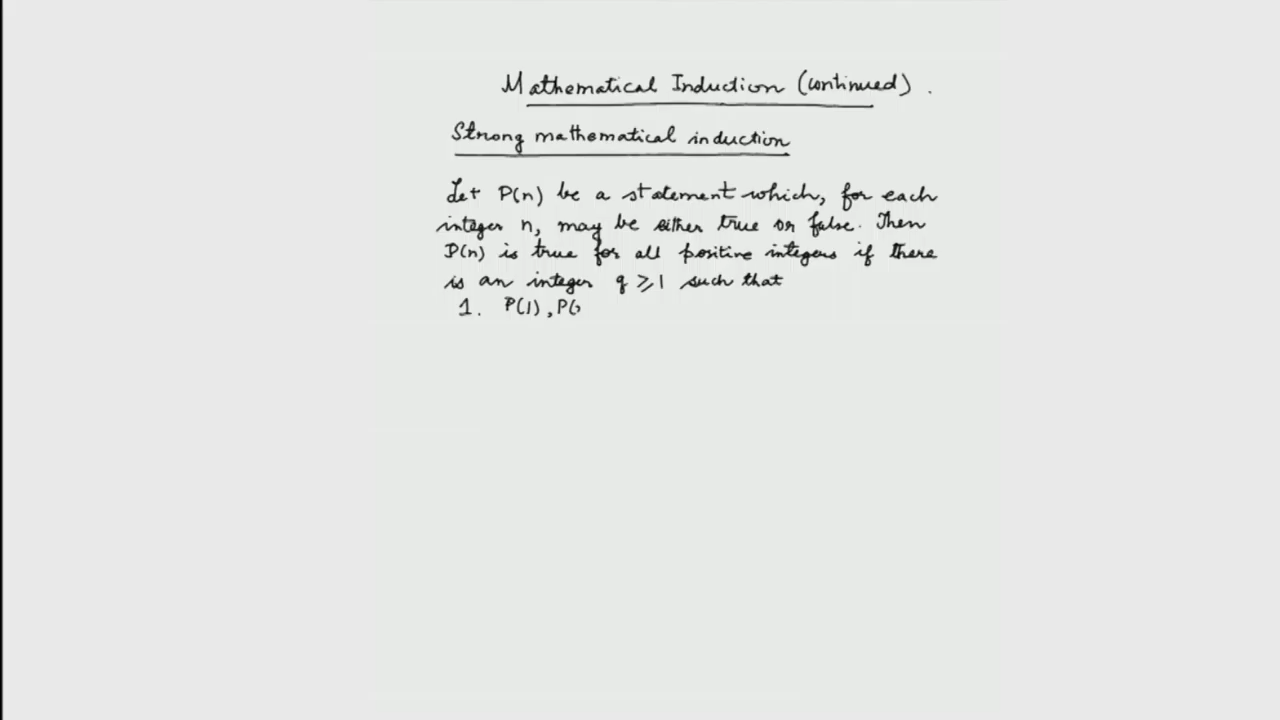 Mathematical Induction (continued).
Strong mathematical induction
Let P(n) be a statement which, for each
integer n, may be either true or false. Then
P(n) is true for all positive integers if there
is an integer q ⩾ 1 such that
1. P(1), P(